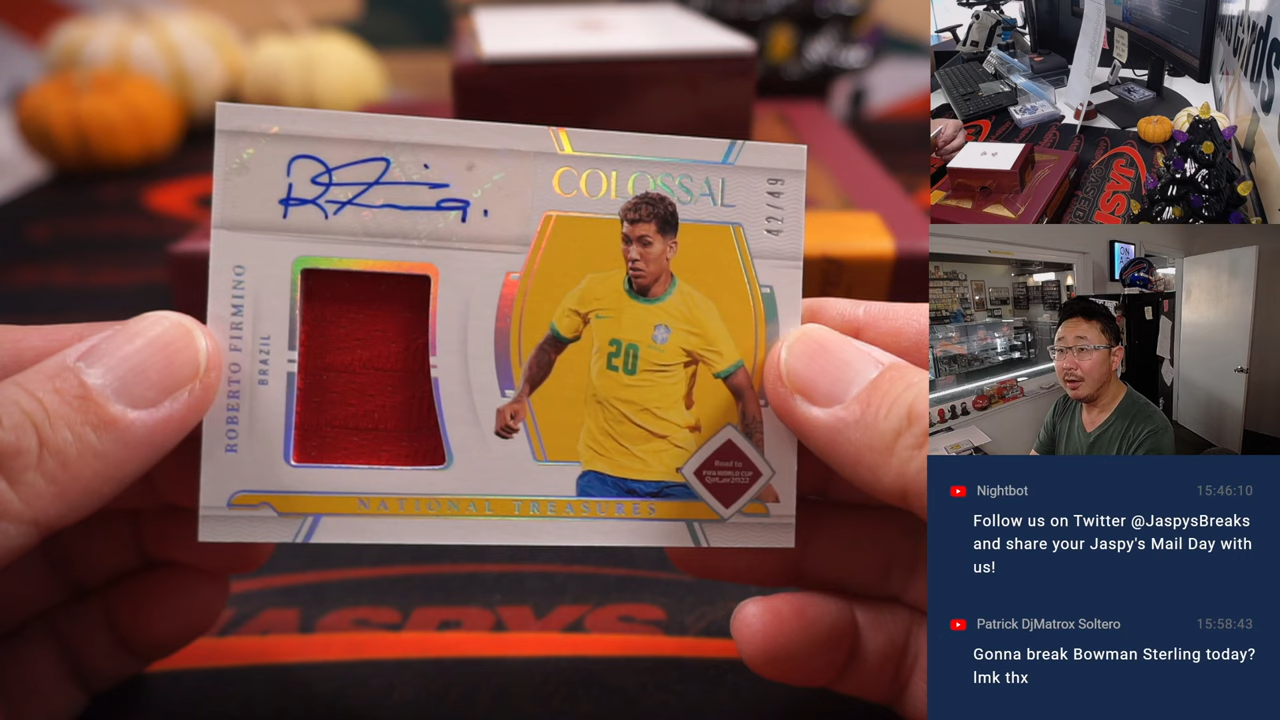 COLOSSAL
42/49
ROBERTO FIRMINO
BRAZIL
20
Road to
FIFA WORLD CUP
Qatar2022
NATIONAL TREASURES
JASPYS
Nightbot
15:46:10
Follow us on Twitter @JaspysBreaks
and share your Jaspy's Mail Day with
us!
Patrick DjMatrox Soltero
15:58:43
Gonna break Bowman Sterling today?
lmk thx